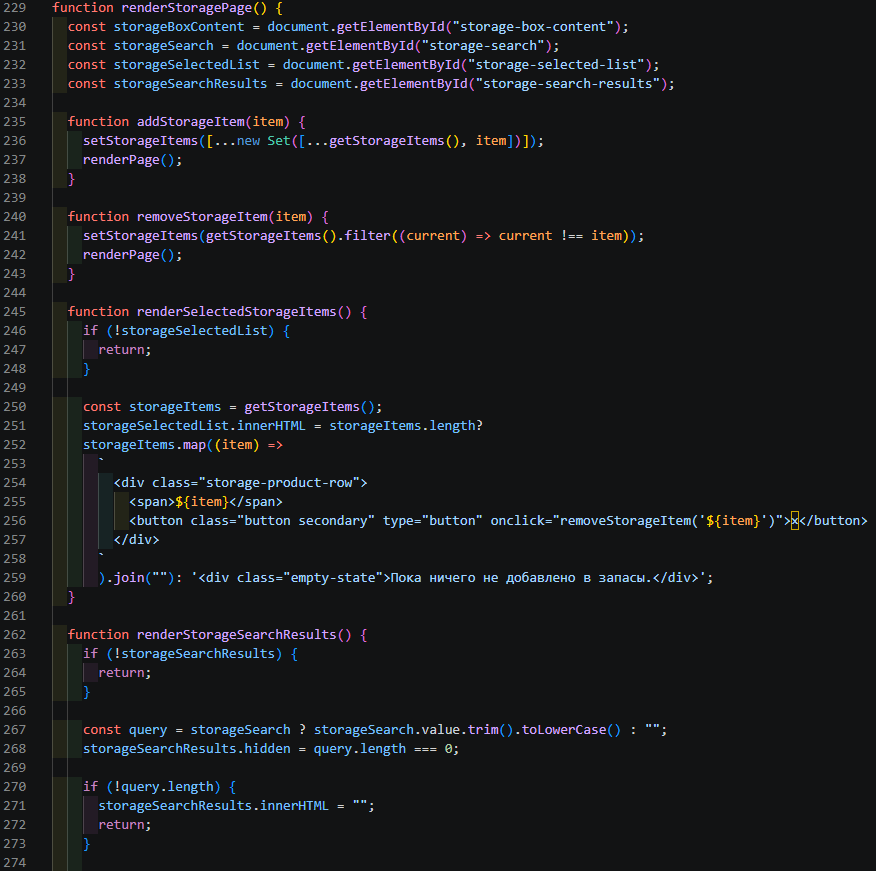 229 function renderStoragePage() {
230   const storageBoxContent = document.getElementById("storage-box-content");
231   const storageSearch = document.getElementById("storage-search");
232   const storageSelectedList = document.getElementById("storage-selected-list");
233   const storageSearchResults = document.getElementById("storage-search-results");
234
235   function addStorageItem(item) {
236     setStorageItems([...new Set([...getStorageItems(), item])]);
237     renderPage();
238   }
239
240   function removeStorageItem(item) {
241     setStorageItems(getStorageItems().filter((current) => current !== item));
242     renderPage();
243   }
244
245   function renderSelectedStorageItems() {
246     if (!storageSelectedList) {
247       return;
248     }
249
250     const storageItems = getStorageItems();
251     storageSelectedList.innerHTML = storageItems.length?
252     storageItems.map((item) =>
253       `
254         <div class="storage-product-row">
255           <span>${item}</span>
256           <button class="button secondary" type="button" onclick="removeStorageItem('${item}')">×</button>
257         </div>
258       `
259       ).join(""): '<div class="empty-state">Пока ничего не добавлено в запасы.</div>';
260   }
261
262   function renderStorageSearchResults() {
263     if (!storageSearchResults) {
264       return;
265     }
266
267     const query = storageSearch ? storageSearch.value.trim().toLowerCase() : "";
268     storageSearchResults.hidden = query.length === 0;
269
270     if (!query.length) {
271       storageSearchResults.innerHTML = "";
272       return;
273     }
274